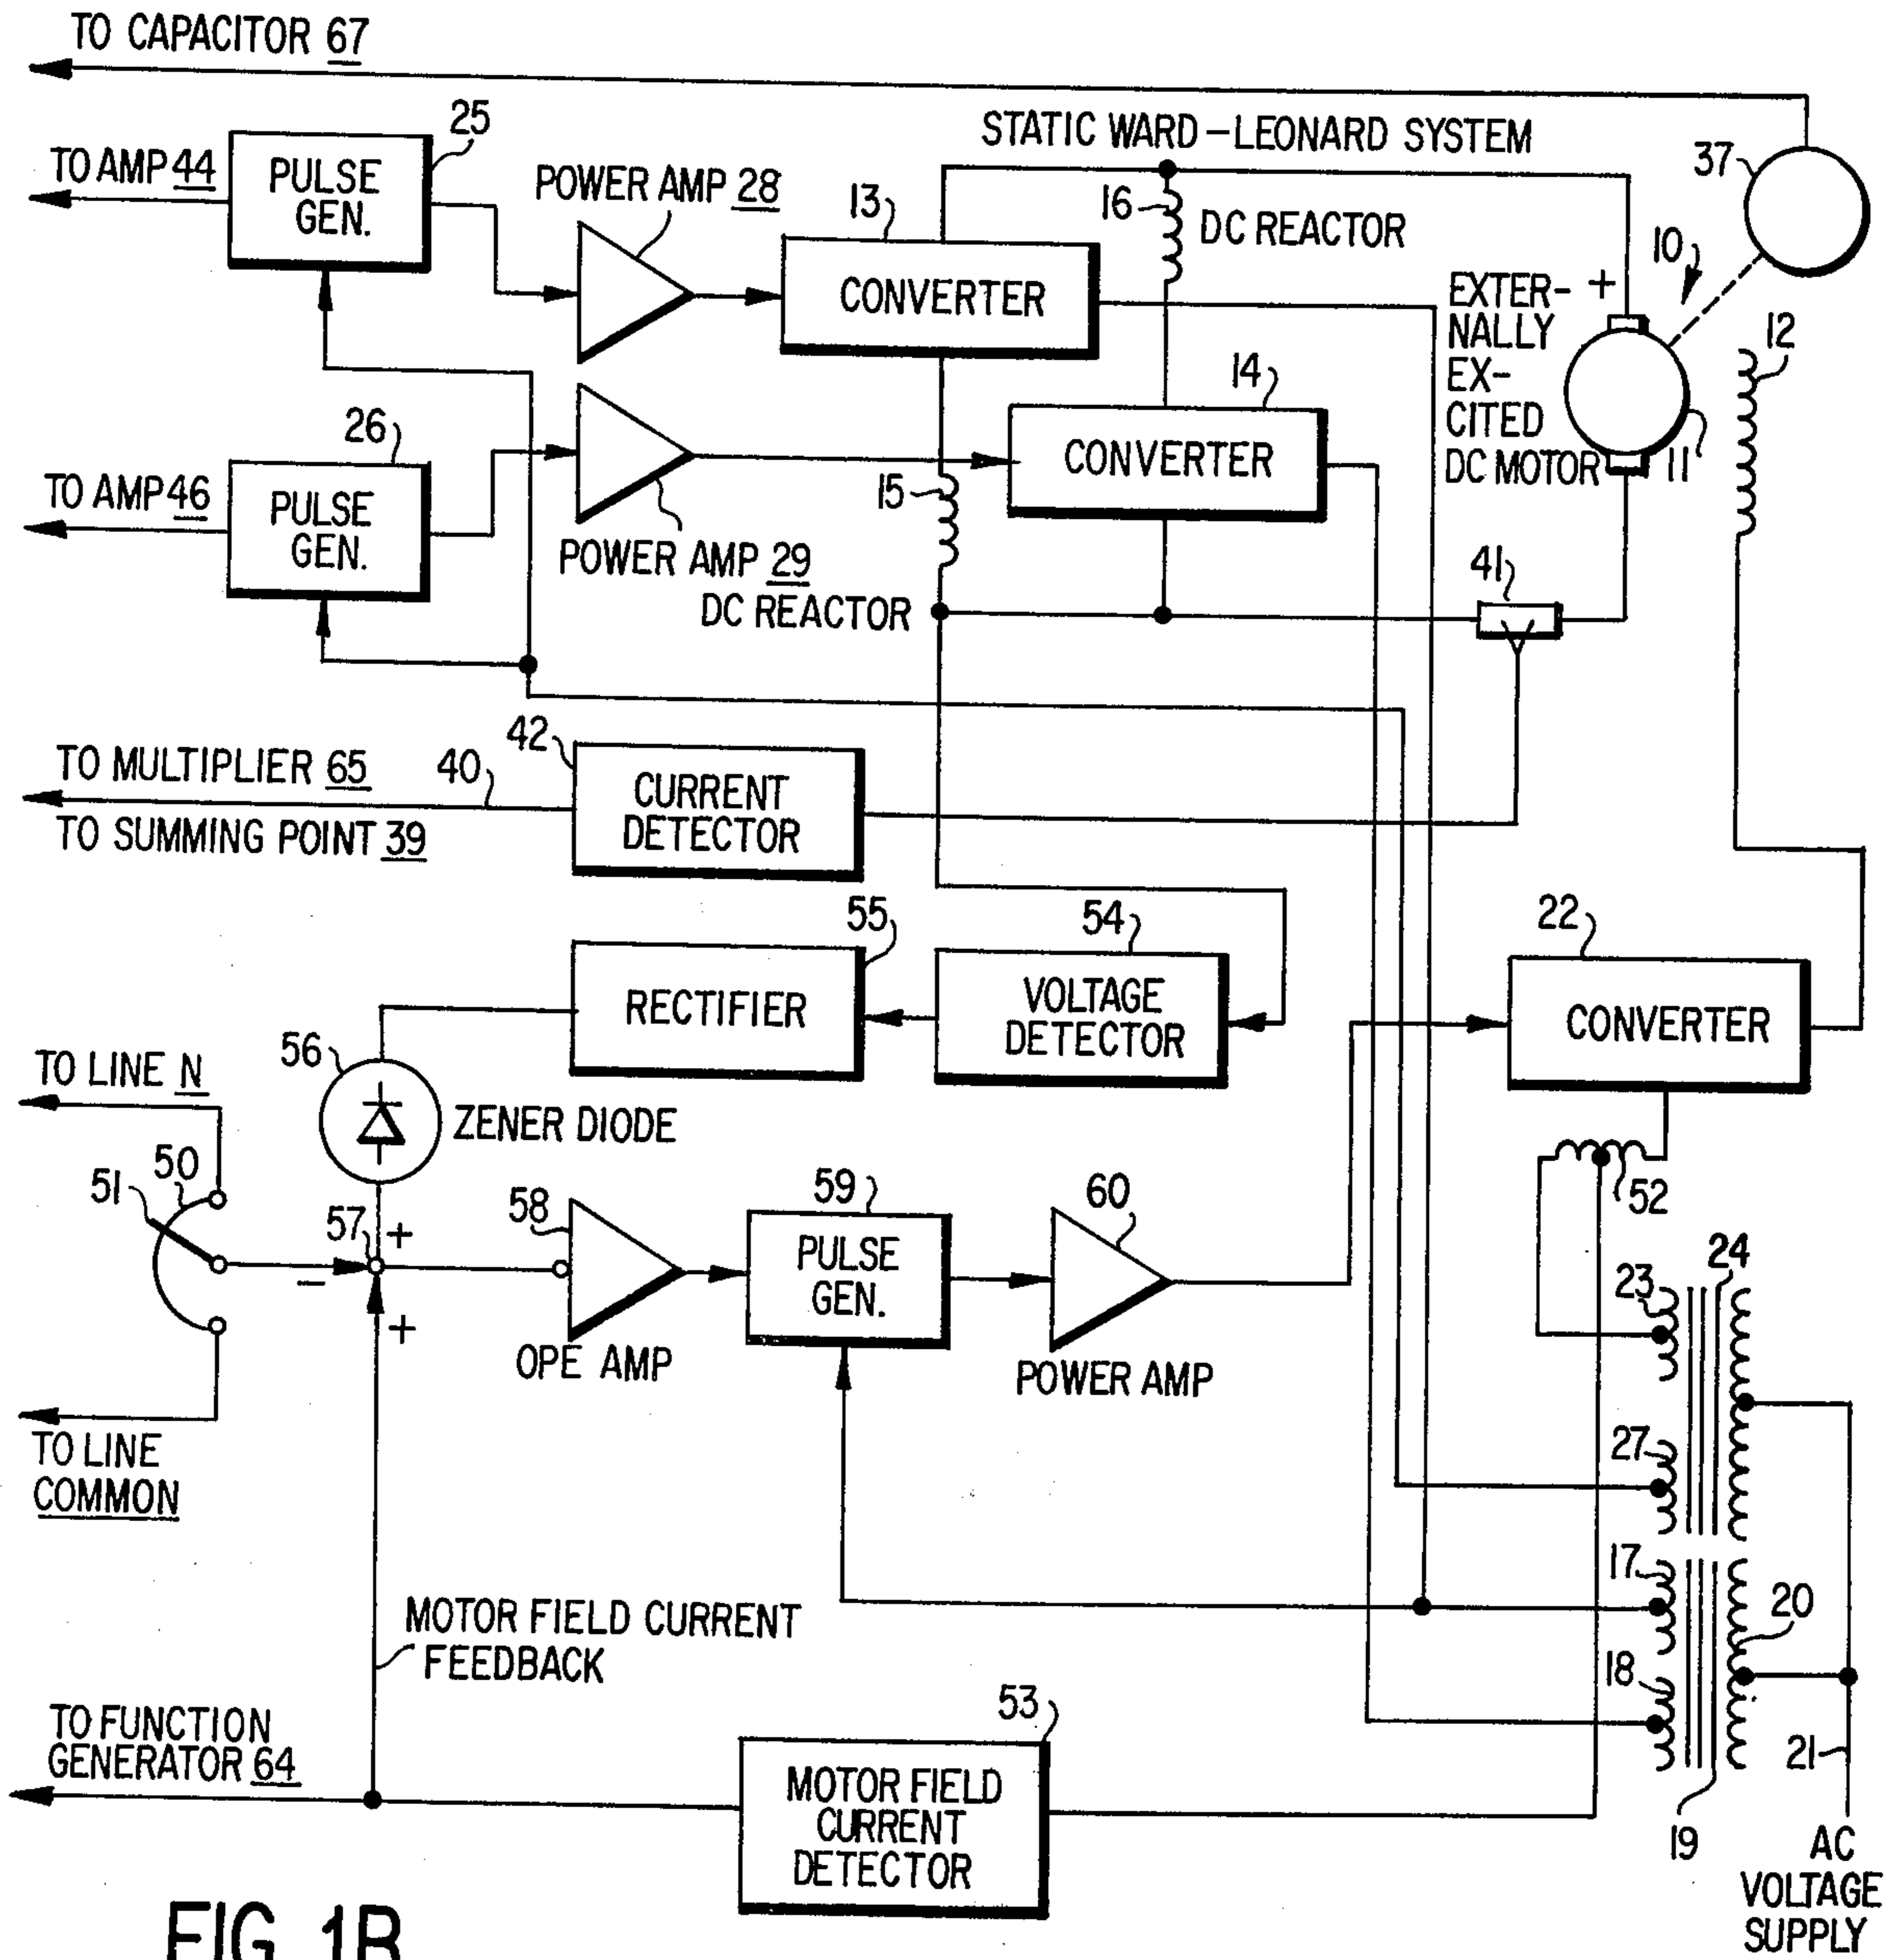 TO CAPACITOR 67
STATIC WARD-LEONARD SYSTEM
25
TO AMP 44
PULSE
GEN.
POWER AMP 28
13
16
DC REACTOR
37
10
CONVERTER
EXTER-
NALLY
EX-
CITED
DC MOTOR
+
12
11
14
CONVERTER
26
TO AMP 46
PULSE
GEN.
15
POWER AMP 29
DC REACTOR
41
42
TO MULTIPLIER 65
40
TO SUMMING POINT 39
CURRENT
DETECTOR
55
54
22
RECTIFIER
VOLTAGE
DETECTOR
CONVERTER
56
TO LINE N
ZENER DIODE
50
51
57
+
-
+
58
59
60
52
PULSE
GEN.
24
23
OPE AMP
POWER AMP
TO LINE
COMMON
27
17
20
MOTOR FIELD CURRENT
FEEDBACK
18
53
TO FUNCTION
GENERATOR 64
21
MOTOR FIELD
CURRENT
DETECTOR
19
AC
VOLTAGE
SUPPLY
FIG. 1B